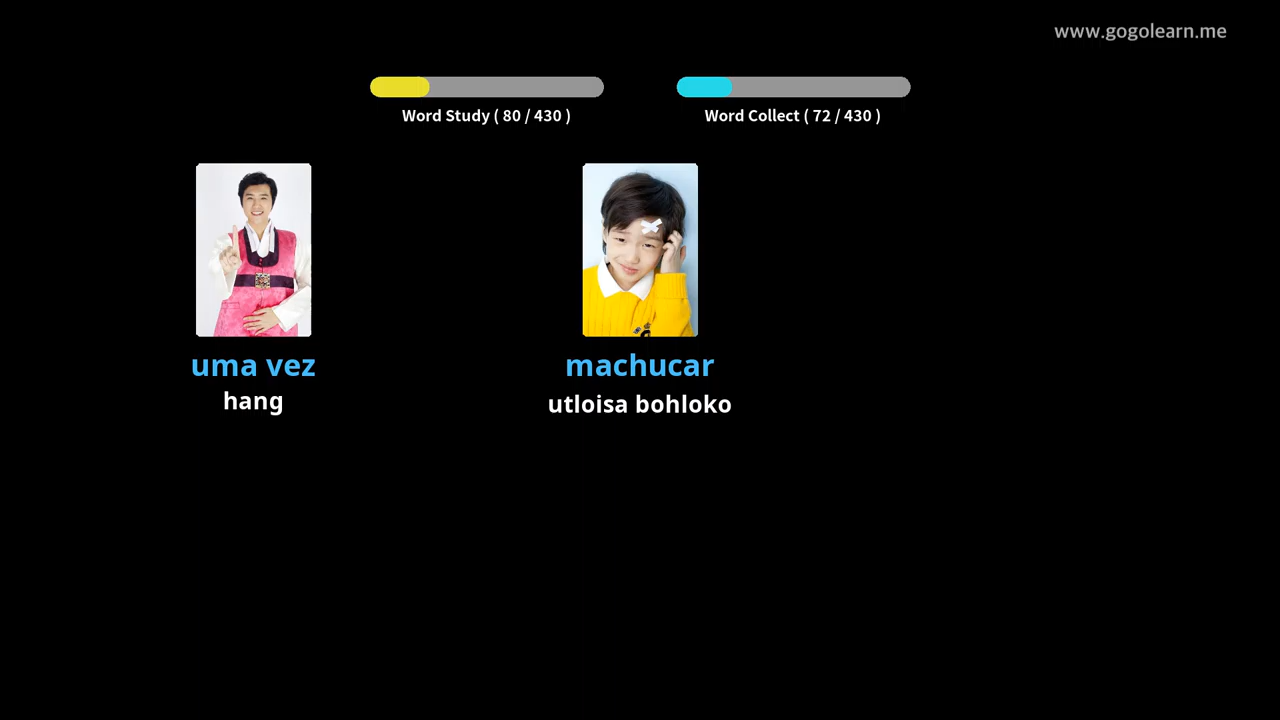 www.gogolearn.me
Word Study ( 80 / 430 )
Word Collect ( 72 / 430 )
uma vez
hang
machucar
utloisa bohloko